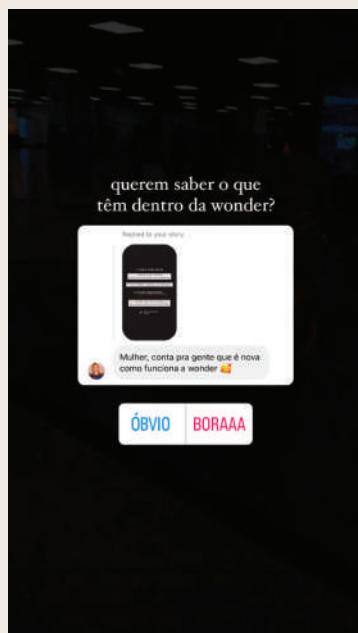 querem saber o que
têm dentro da wonder?
Replied to your story
Mulher, conta pra gente que é nova
como funciona a wonder 🥰
ÓBVIO
BORAAA